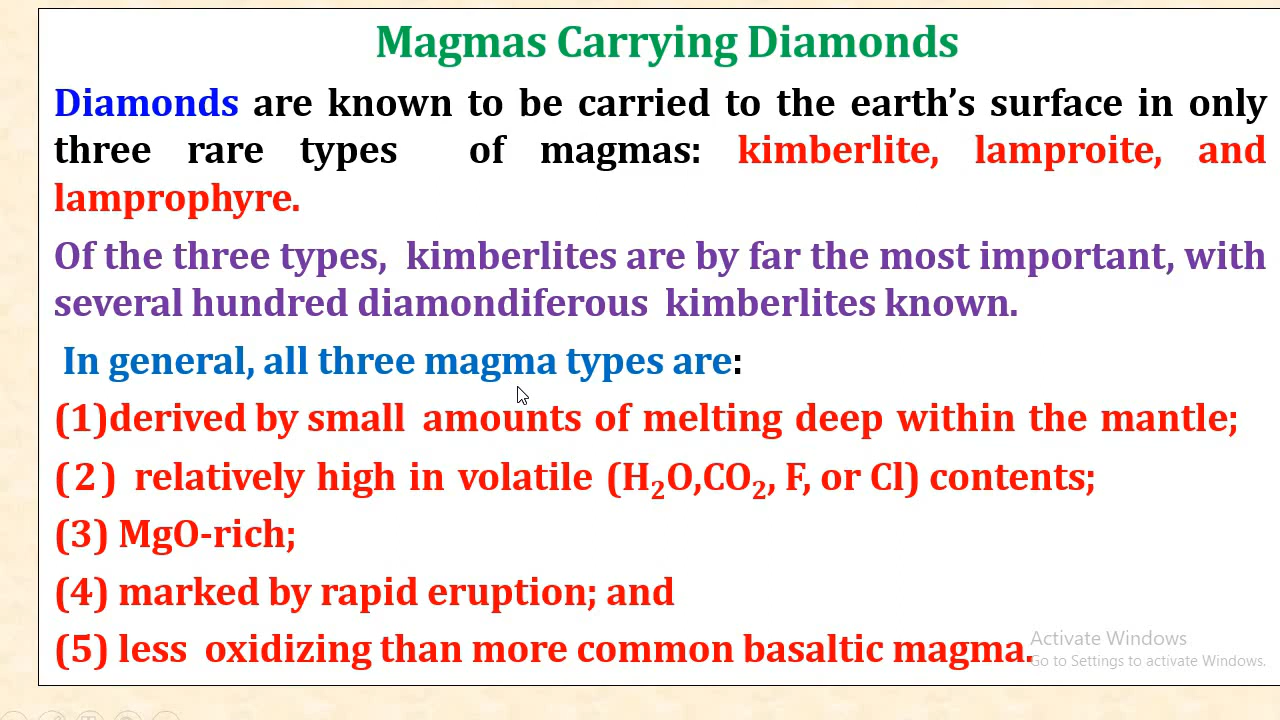 Magmas Carrying Diamonds
Diamonds are known to be carried to the earth’s surface in only
three rare types of magmas: kimberlite, lamproite, and
lamprophyre.
Of the three types, kimberlites are by far the most important, with
several hundred diamondiferous kimberlites known.
In general, all three magma types are:
(1)derived by small amounts of melting deep within the mantle;
(2) relatively high in volatile (H₂O,CO₂, F, or Cl) contents;
(3) MgO-rich;
(4) marked by rapid eruption; and
(5) less oxidizing than more common basaltic magma.
Activate Windows
Go to Settings to activate Windows.